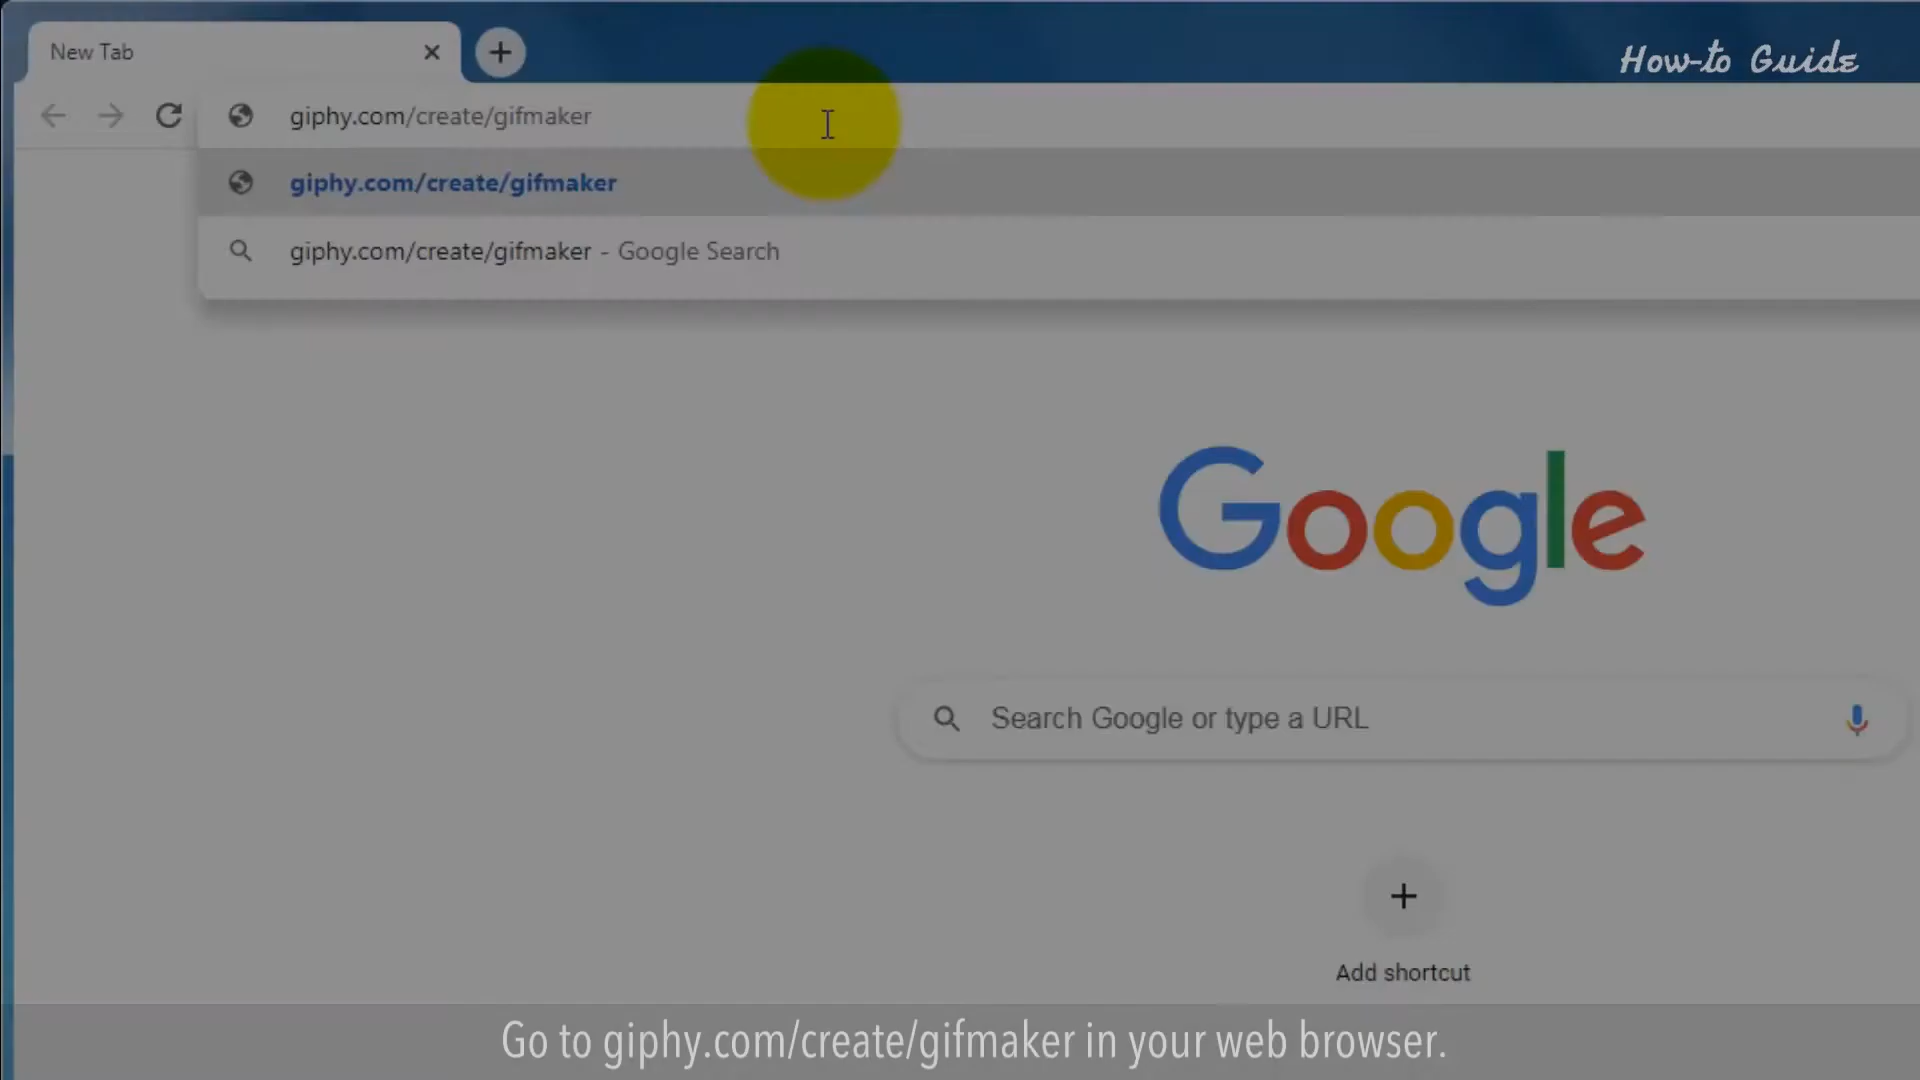 New Tab
How-to Guide
giphy.com/create/gifmaker
giphy.com/create/gifmaker
giphy.com/create/gifmaker - Google Search
Google
Search Google or type a URL
Add shortcut
Go to giphy.com/create/gifmaker in your web browser.